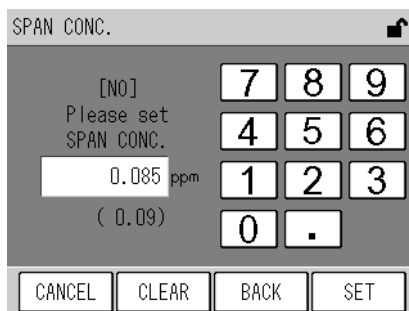 SPAN CONC.
[NO]
Please set
SPAN CONC.
0.085 ppm
( 0.09)
7 8 9
4 5 6
1 2 3
0 .
CANCEL CLEAR BACK SET